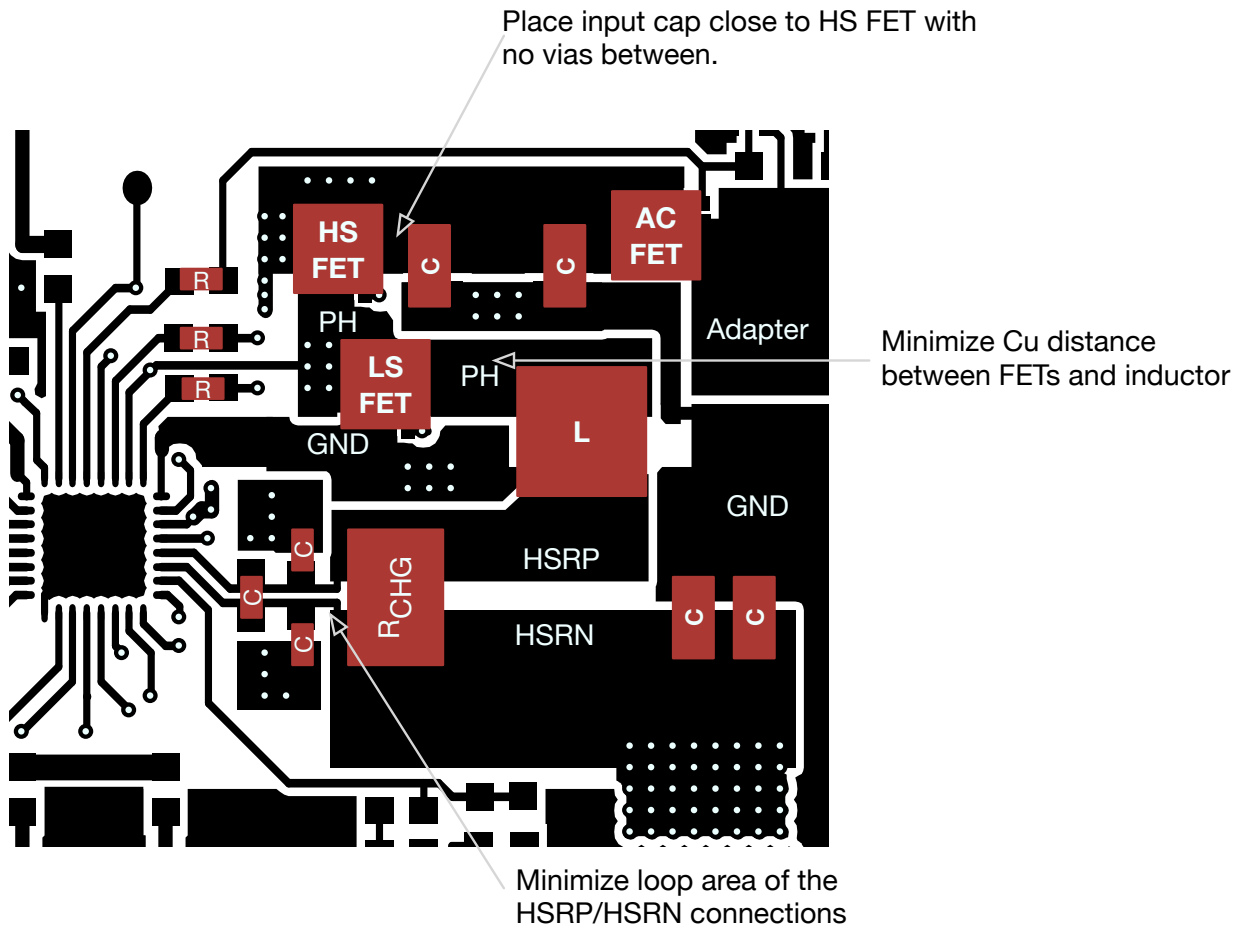 Place input cap close to HS FET with
no vias between.
HS
FET
C
C
AC
FET
R
PH
Adapter
R
LS
FET
PH
Minimize Cu distance
between FETs and inductor
R
GND
L
GND
C
RCHG
HSRP
C
C
C
C
HSRN
Minimize loop area of the
HSRP/HSRN connections